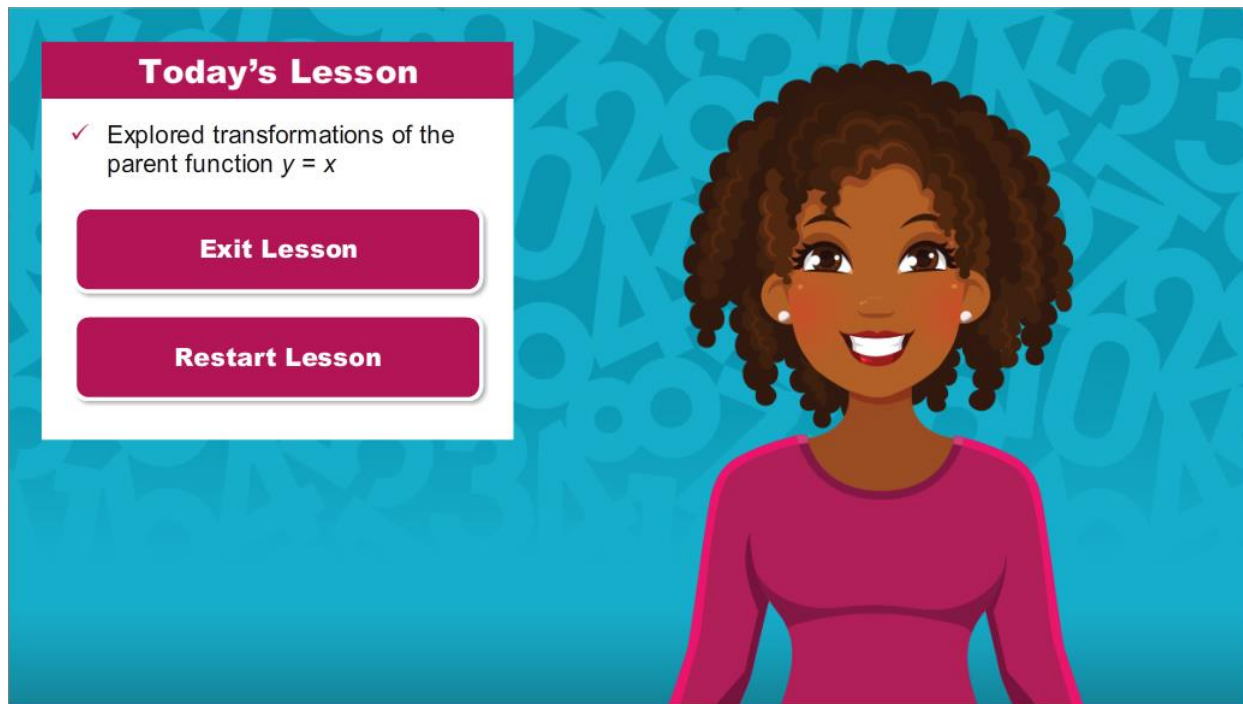 Today’s Lesson
✓ Explored transformations of the
parent function y = x
Exit Lesson
Restart Lesson